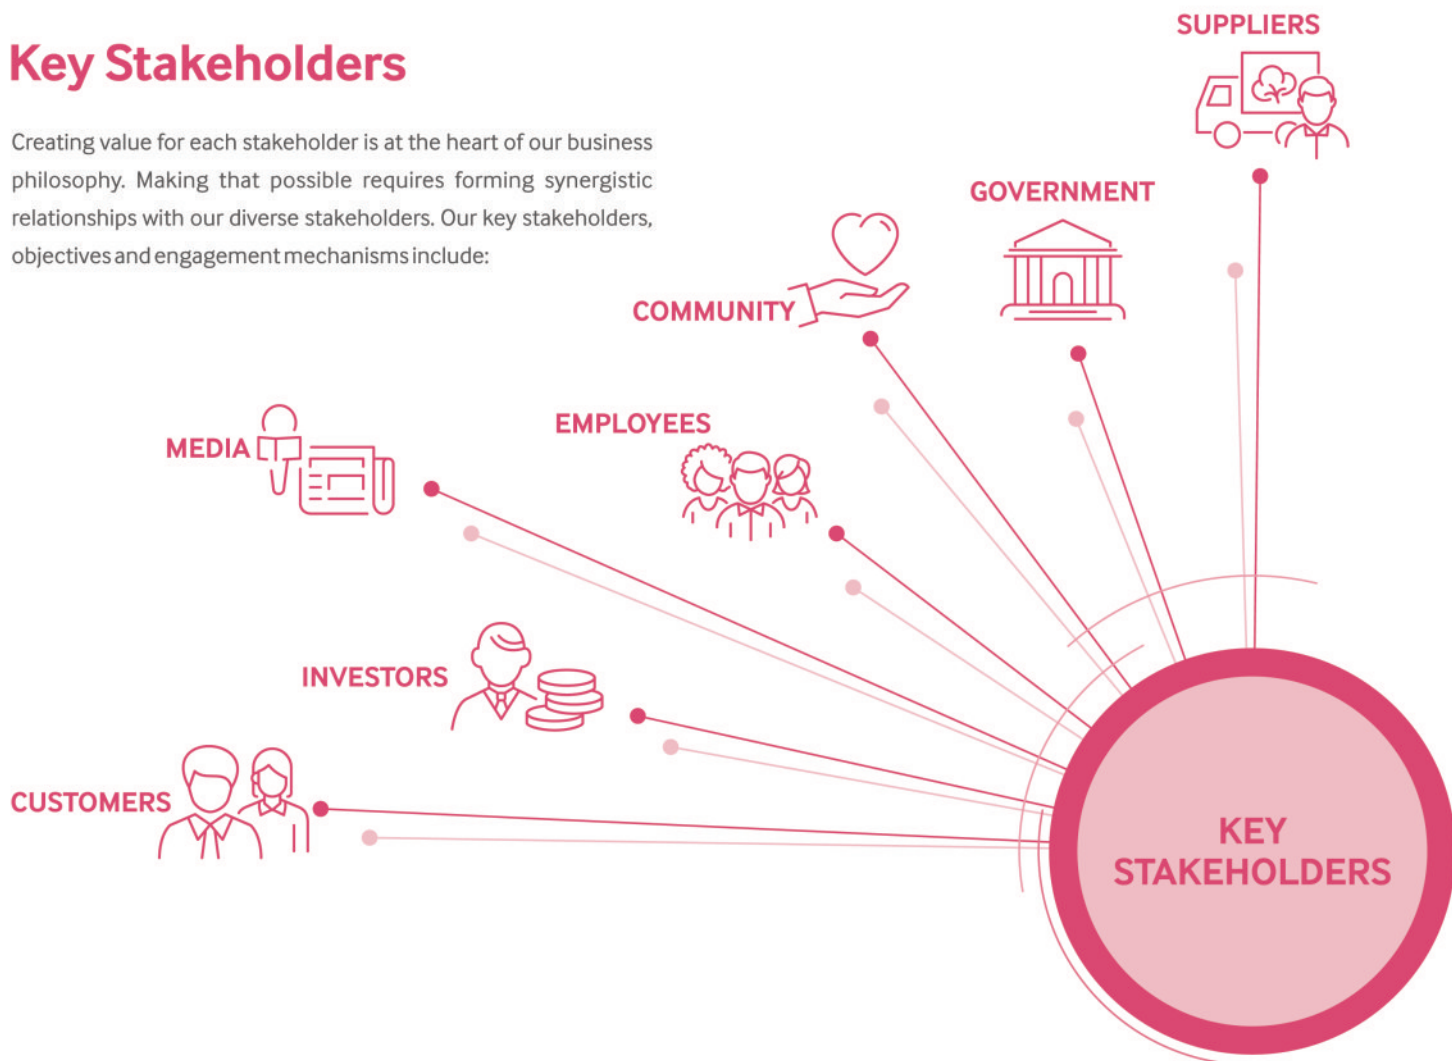 Key Stakeholders
Creating value for each stakeholder is at the heart of our business
philosophy. Making that possible requires forming synergistic
relationships with our diverse stakeholders. Our key stakeholders,
objectives and engagement mechanisms include:
SUPPLIERS
GOVERNMENT
COMMUNITY
EMPLOYEES
MEDIA
INVESTORS
CUSTOMERS
KEY
STAKEHOLDERS